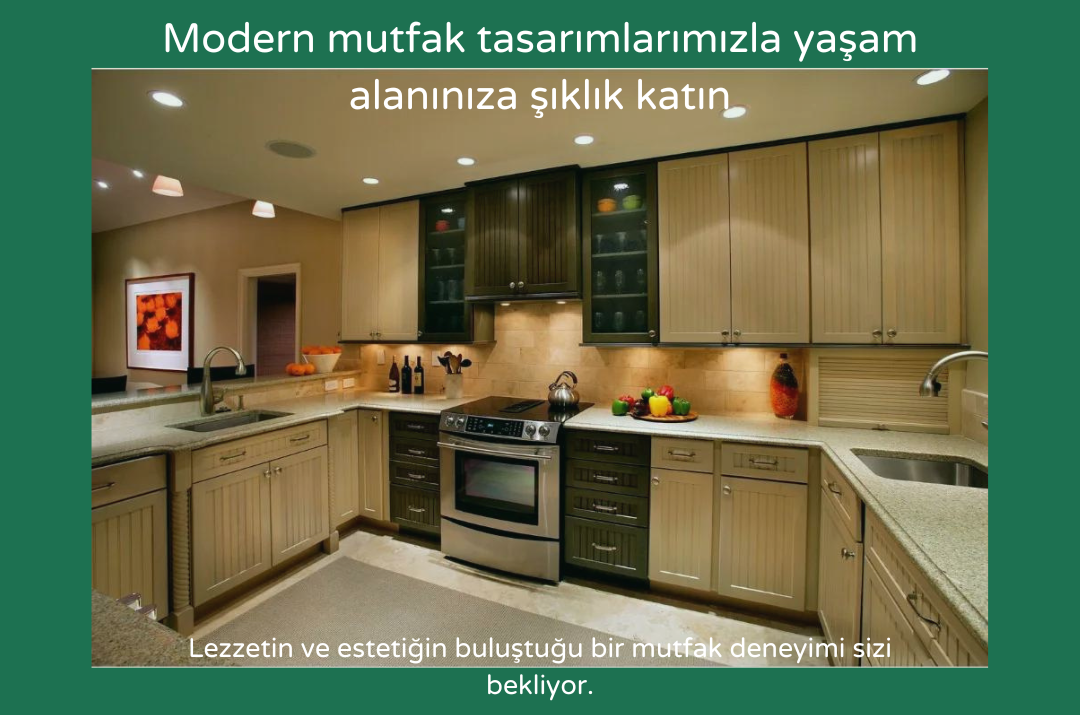 Modern mutfak tasarımlarımızla yaşam
alanınıza şıklık katın
Lezzetin ve estetiğin buluştuğu bir mutfak deneyimi sizi
bekliyor.